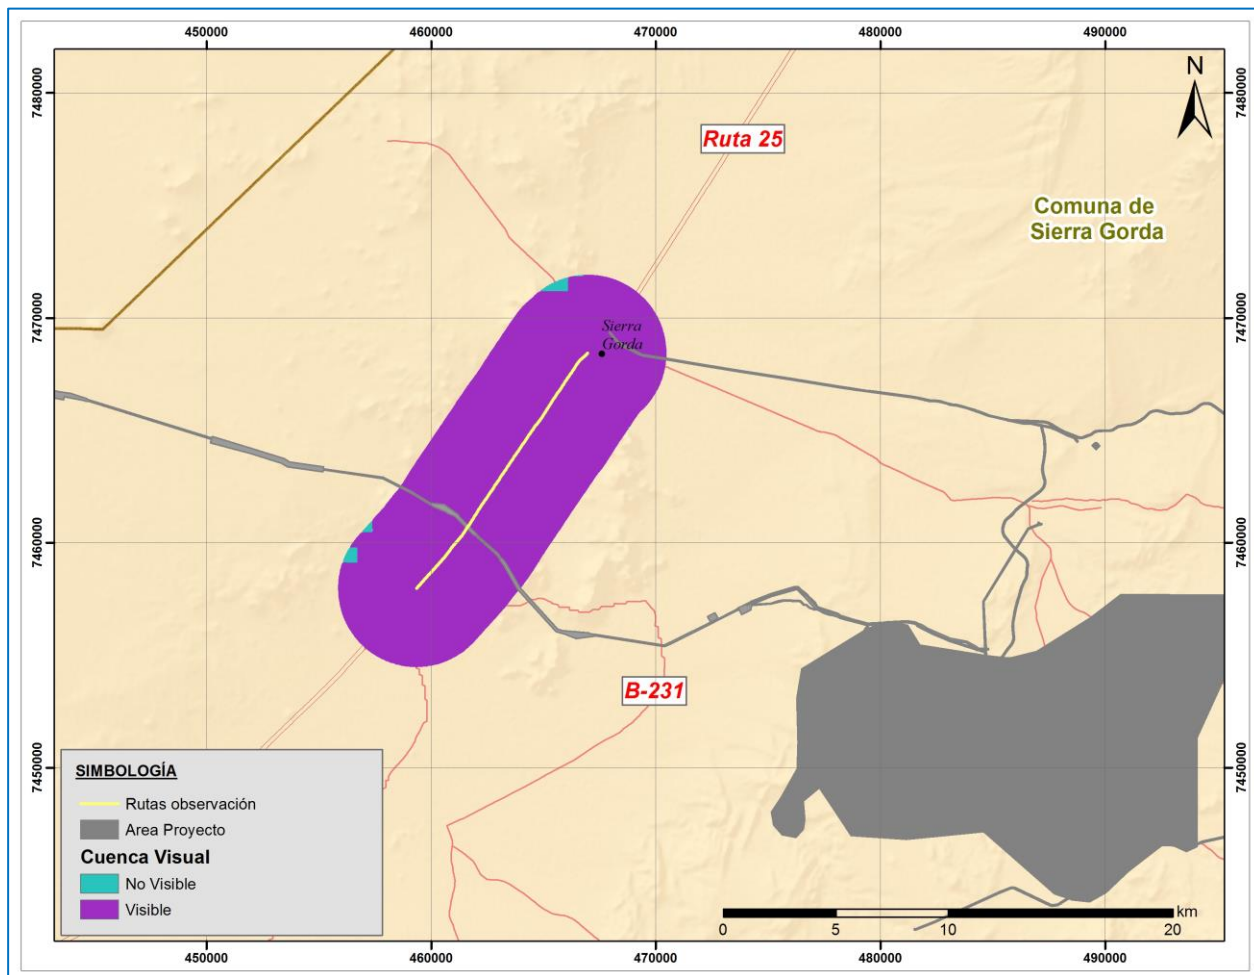 450000 460000 470000 480000 490000
7480000 7480000
N
Ruta 25
Comuna de
Sierra Gorda
7470000 7470000
Sierra
Gorda
7460000 7460000
B-231
7450000 7450000
SIMBOLOGÍA
Rutas observación
Area Proyecto
Cuenca Visual
No Visible
Visible
km
0 5 10 20
450000 460000 470000 480000 490000